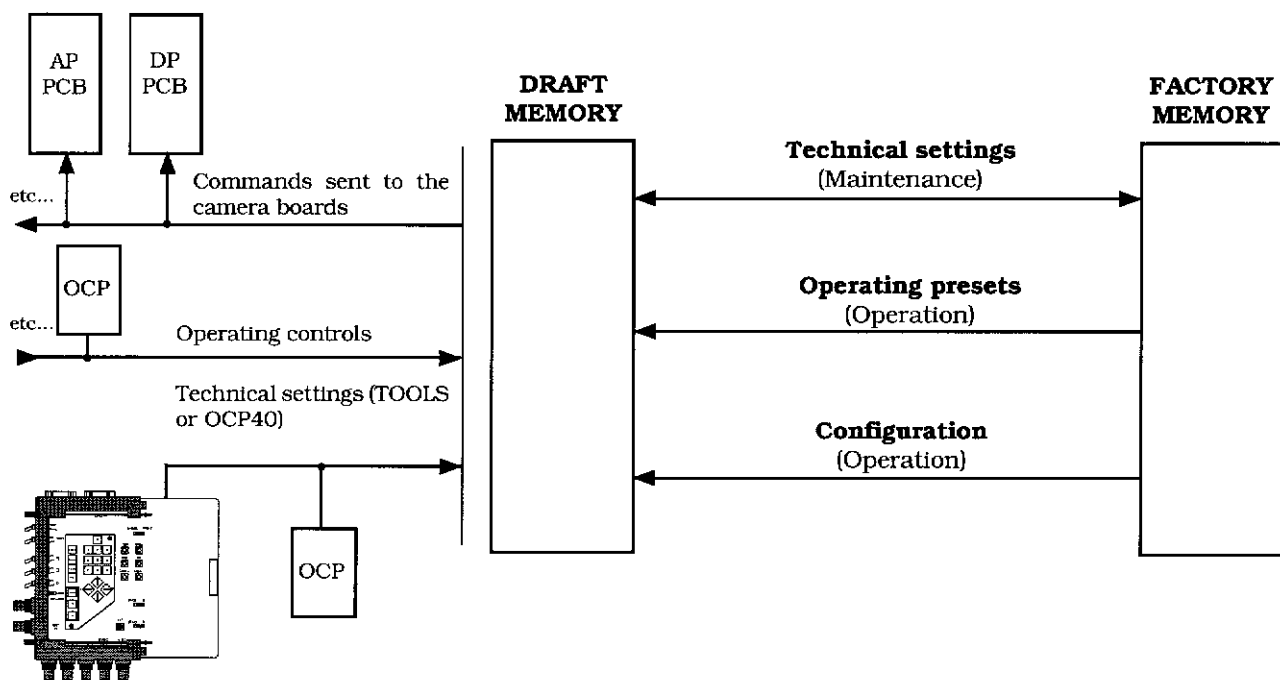 AP
PCB
DP
PCB
DRAFT
MEMORY
FACTORY
MEMORY
Commands sent to the
camera boards
etc...
Technical settings
(Maintenance)
OCP
etc...
Operating controls
Operating presets
(Operation)
Technical settings (TOOLS
or OCP40)
Configuration
(Operation)
OCP